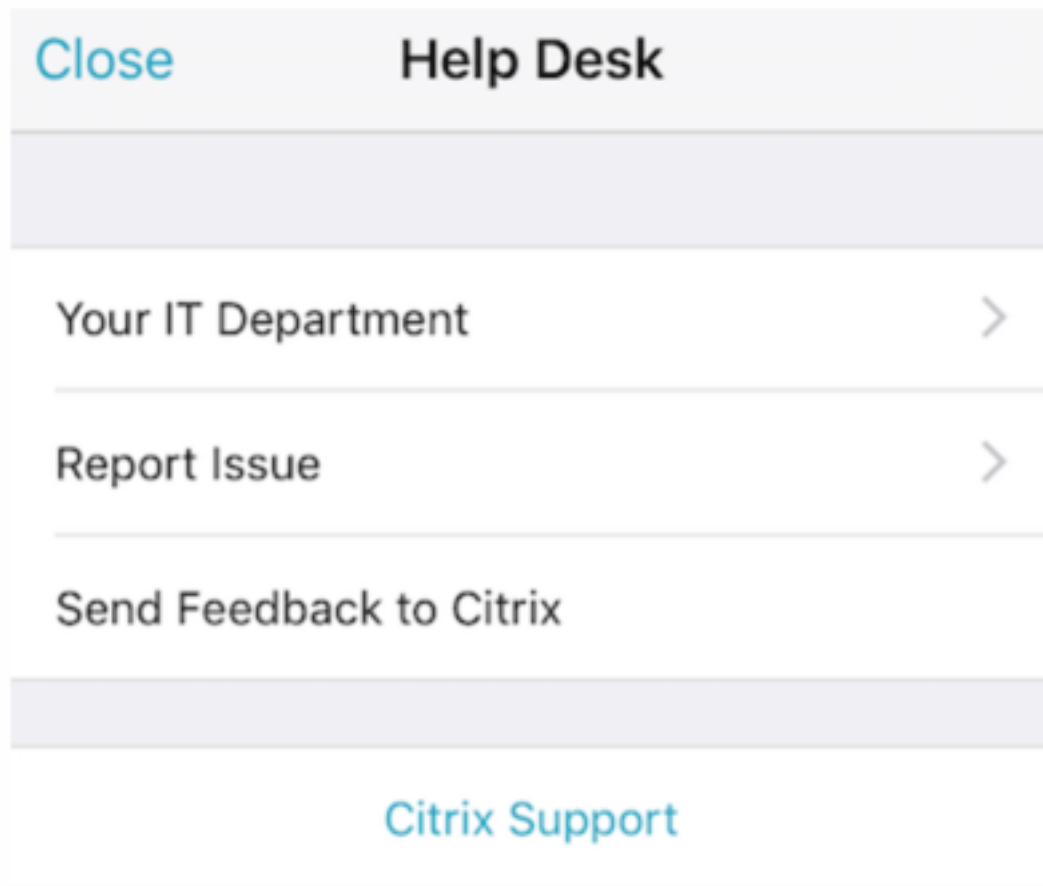 Close
Help Desk
Your IT Department
Report Issue
Send Feedback to Citrix
Citrix Support